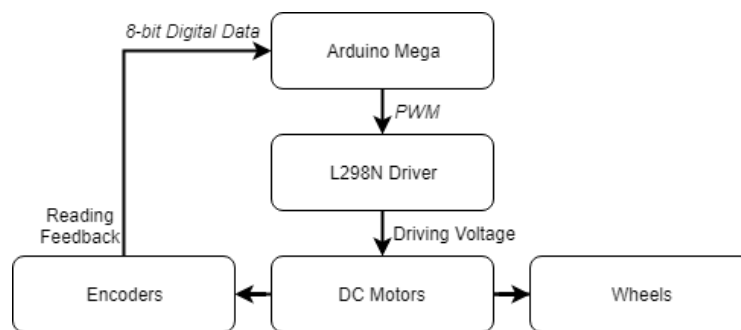 8-bit Digital Data
Arduino Mega
PWM
L298N Driver
Reading
Feedback
Driving Voltage
Encoders
DC Motors
Wheels